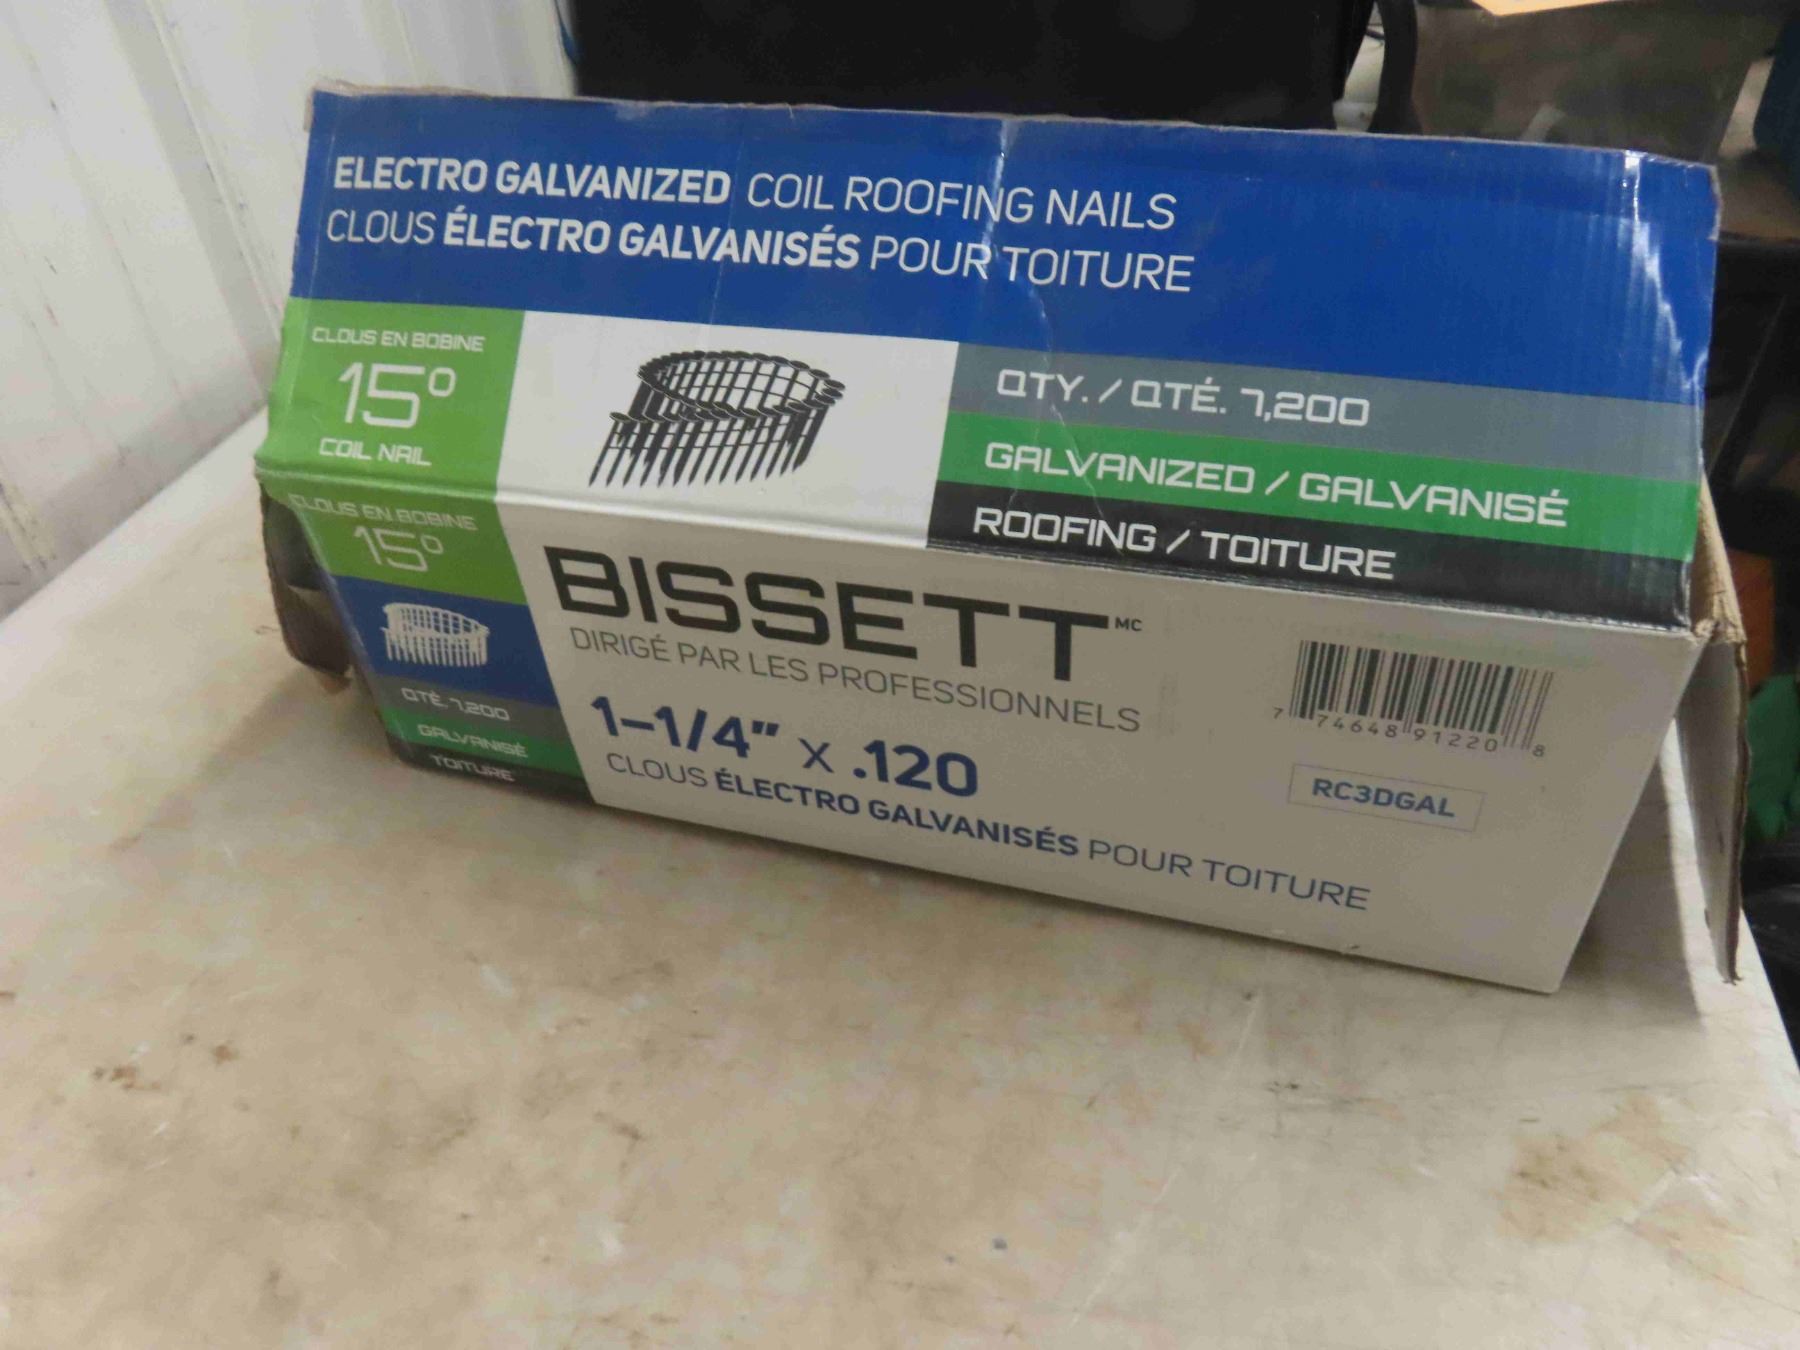 ELECTRO GALVANIZED COIL ROOFING NAILS
CLOUS ÉLECTRO GALVANISÉS POUR TOITURE
CLOUS EN BOBINE
15°
COIL NAIL
QTY. / QTÉ. 7,200
GALVANIZED / GALVANISÉ
ROOFING / TOITURE
CLOUS EN BOBINE
15°
QTÉ. 7,200
GALVANISÉ
TOITURE
BISSETT MC
DIRIGÉ PAR LES PROFESSIONNELS
1-1/4" x .120
CLOUS ÉLECTRO GALVANISÉS POUR TOITURE
7 74648 91220 8
RC3DGAL